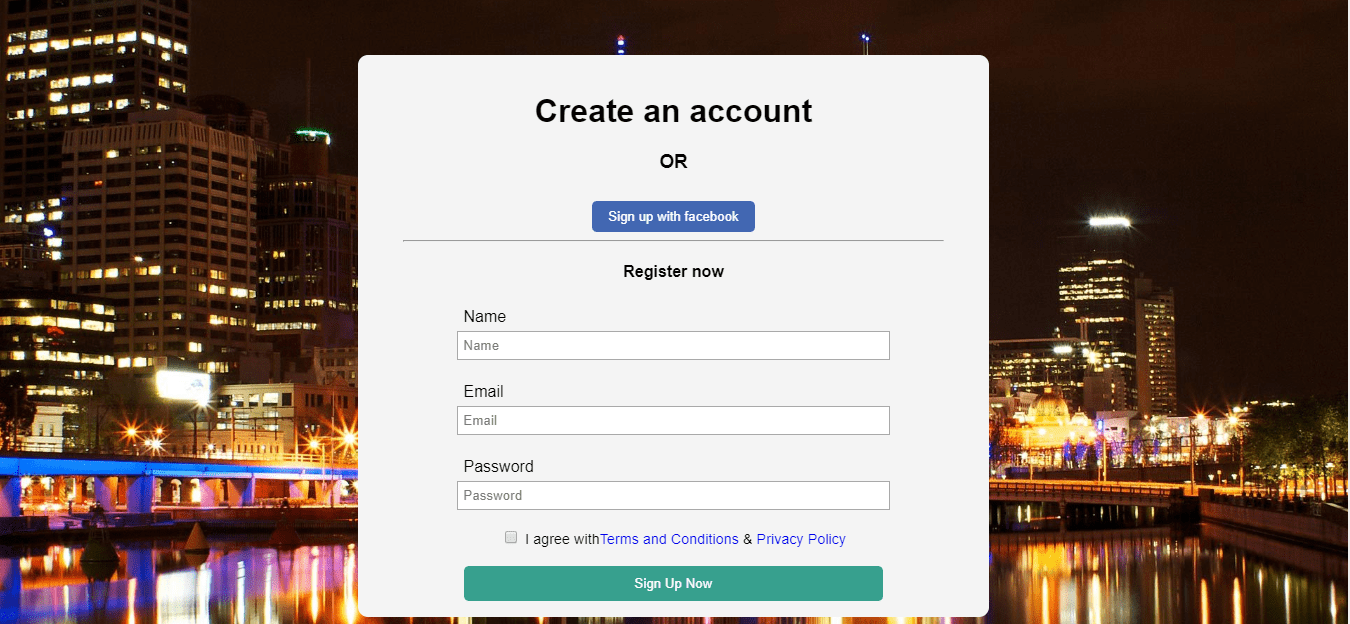 Create an account
OR
Sign up with facebook
Register now
Name
Name
Email
Email
Password
Password
I agree withTerms and Conditions & Privacy Policy
Sign Up Now